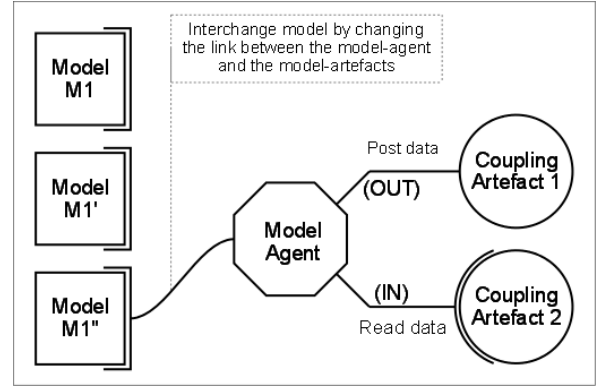 Interchange model by changing
the link between the model-agent
and the model-artefacts
Model
M1
Model
M1'
Model
M1"
Model
Agent
Post data
(OUT)
Coupling
Artefact 1
(IN)
Read data
Coupling
Artefact 2